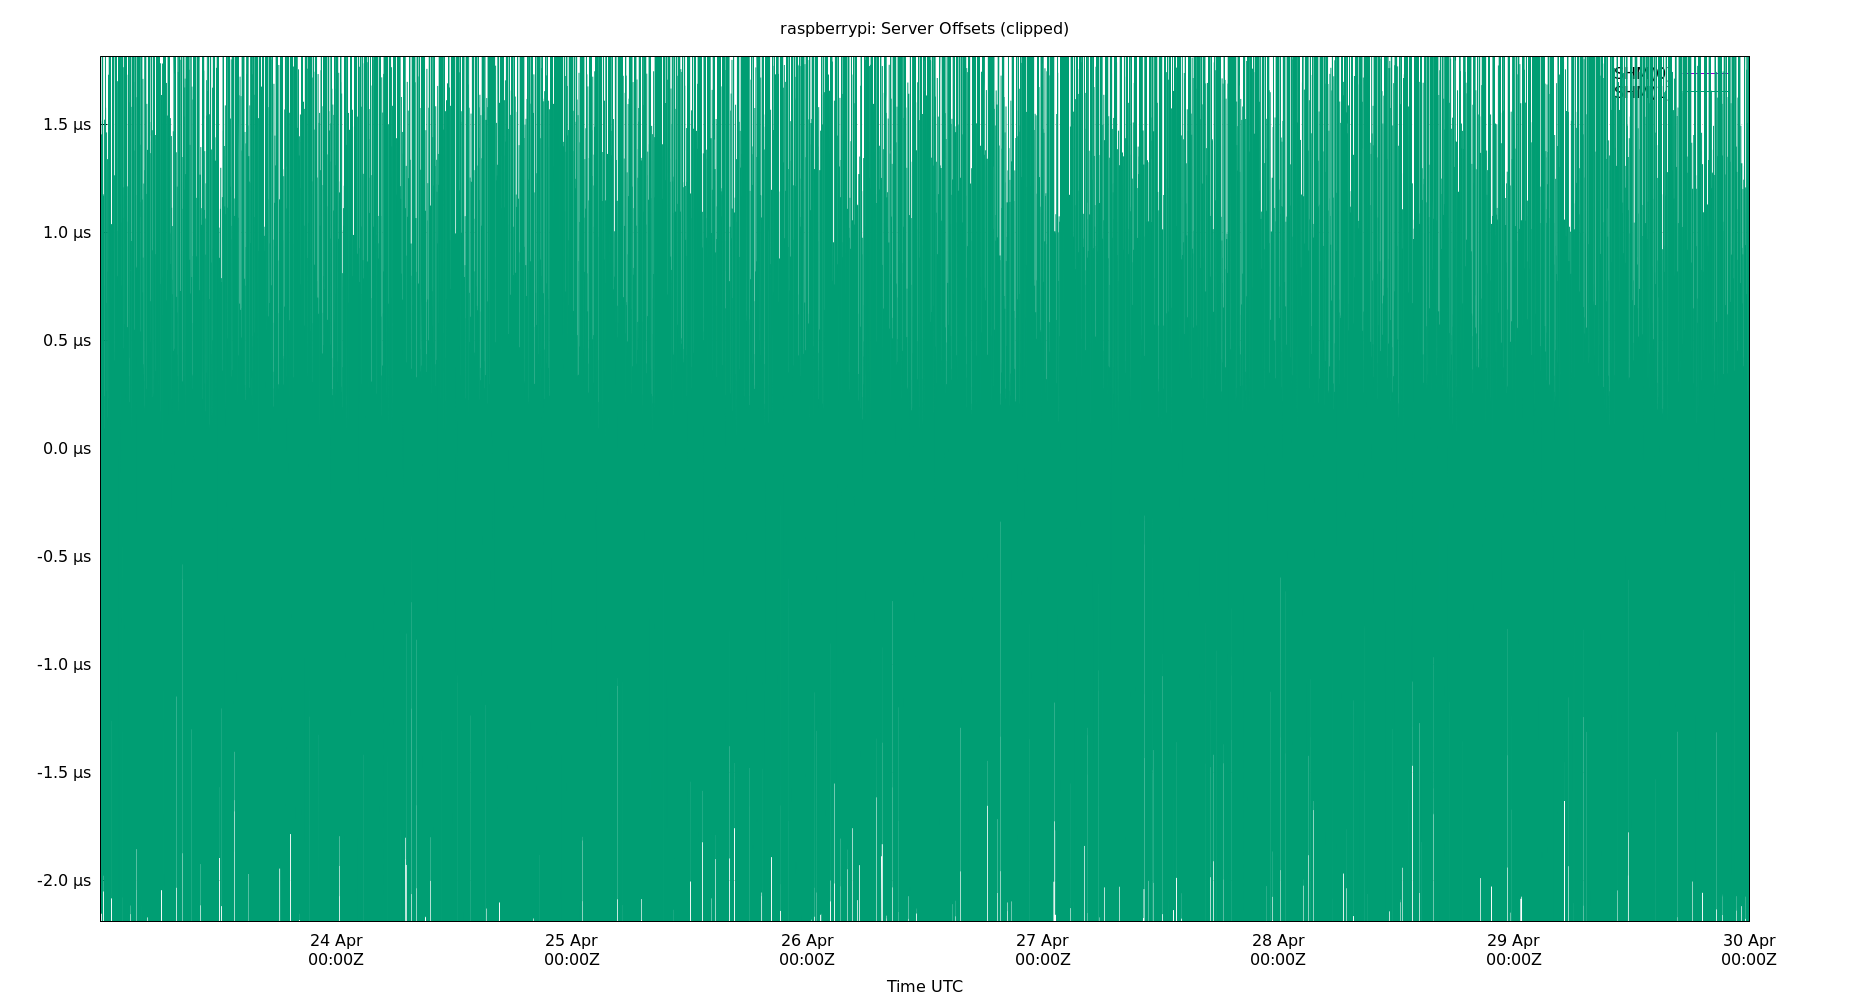 raspberrypi: Server Offsets (clipped)
SHM(0)
1.5 µs
1.0 µs
0.5 µs
0.0 µs
-0.5 µs
-1.0 µs
-1.5 µs
-2.0 µs
24 Apr 25 Apr 26 Apr 27 Apr 28 Apr 29 Apr 30 Apr
00:00Z 00:00Z 00:00Z 00:00Z 00:00Z 00:00Z 00:00Z
Time UTC